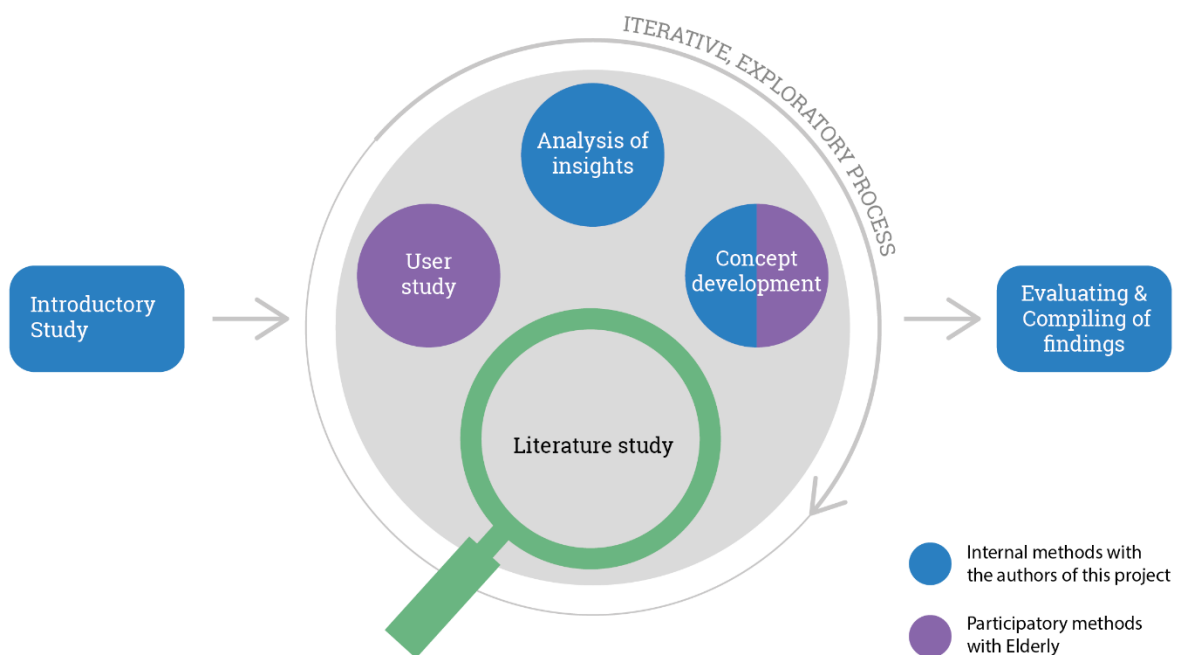 ITERATIVE, EXPLORATORY PROCESS
Analysis of
insights
User
study
Concept
development
Introductory
Study
Evaluating &
Compiling of
findings
Literature study
Internal methods with
the authors of this project
Participatory methods
with Elderly